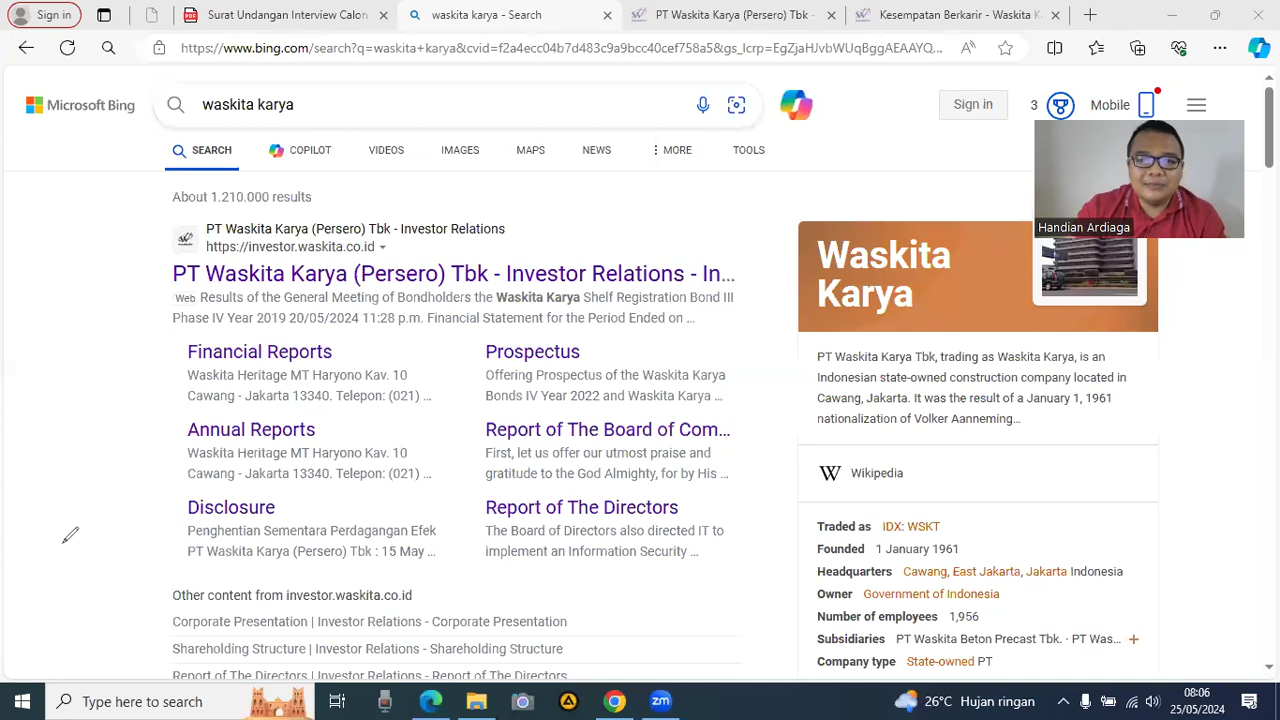 Sign in
Surat Undangan Interview Calon
waskita karya - Search
PT Waskita Karya (Persero) Tbk -
Kesempatan Berkarir - Waskita K
https://www.bing.com/search?q=waskita+karya&cvid=f2a4ecc04b7d483c9a9bcc40cef758a5&gs_lcrp=EgZjaHJvbWUqBggAEAAYQ...
Microsoft Bing
waskita karya
Sign in
3
Mobile
SEARCH
COPILOT
VIDEOS
IMAGES
MAPS
NEWS
MORE
TOOLS
About 1.210.000 results
Handian Ardiaga
PT Waskita Karya (Persero) Tbk - Investor Relations
https://investor.waskita.co.id
PT Waskita Karya (Persero) Tbk - Investor Relations - In...
Web Results of the General Meeting of Bondholders the Waskita Karya Shelf Registration Bond III
Phase IV Year 2019 20/05/2024 11:28 p.m. Financial Statement for the Period Ended on ...
Financial Reports
Waskita Heritage MT Haryono Kav. 10
Cawang - Jakarta 13340. Telepon: (021) ...
Prospectus
Offering Prospectus of the Waskita Karya
Bonds IV Year 2022 and Waskita Karya ...
Annual Reports
Waskita Heritage MT Haryono Kav. 10
Cawang - Jakarta 13340. Telepon: (021) ...
Report of The Board of Com...
First, let us offer our utmost praise and
gratitude to the God Almighty, for by His ...
Disclosure
Penghentian Sementara Perdagangan Efek
PT Waskita Karya (Persero) Tbk : 15 May ...
Report of The Directors
The Board of Directors also directed IT to
implement an Information Security ...
Other content from investor.waskita.co.id
Corporate Presentation | Investor Relations - Corporate Presentation
Shareholding Structure | Investor Relations - Shareholding Structure
Report of The Directors | Investor Relations - Report of The Directors
Waskita
Karya
PT Waskita Karya Tbk, trading as Waskita Karya, is an
Indonesian state-owned construction company located in
Cawang, Jakarta. It was the result of a January 1, 1961
nationalization of Volker Aanneming...
W Wikipedia
Traded as IDX: WSKT
Founded 1 January 1961
Headquarters Cawang, East Jakarta, Jakarta Indonesia
Owner Government of Indonesia
Number of employees 1,956
Subsidiaries PT Waskita Beton Precast Tbk. · PT Was...
Company type State-owned PT
Type here to search
zm
26°C Hujan ringan
08:06
25/05/2024